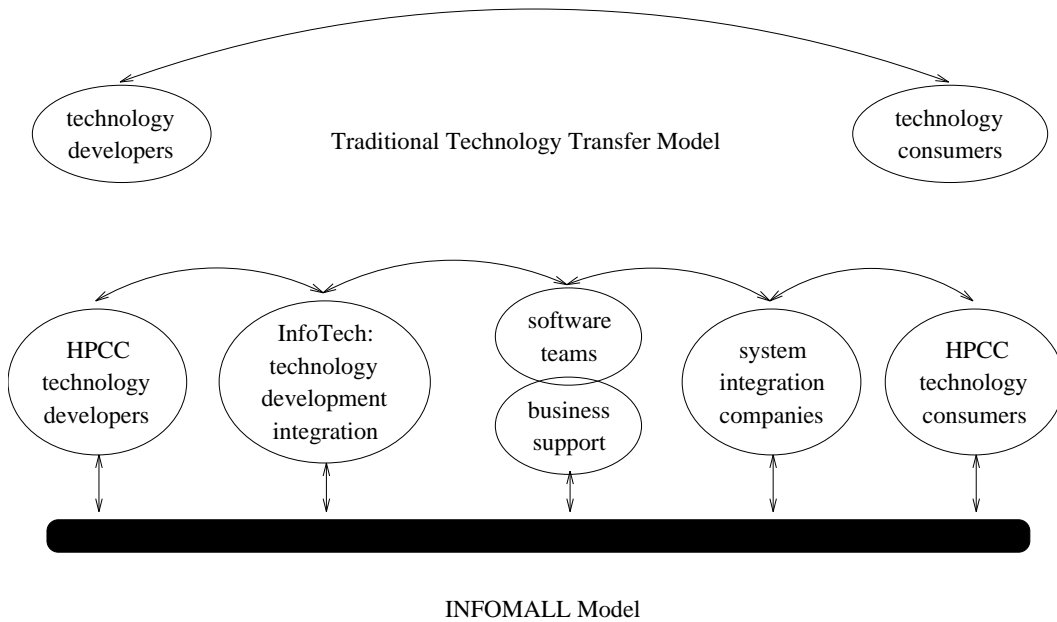 technology
developers
Traditional Technology Transfer Model
technology
consumers
HPCC
technology
developers
InfoTech:
technology
development
integration
software
teams
business
support
system
integration
companies
HPCC
technology
consumers
INFOMALL Model